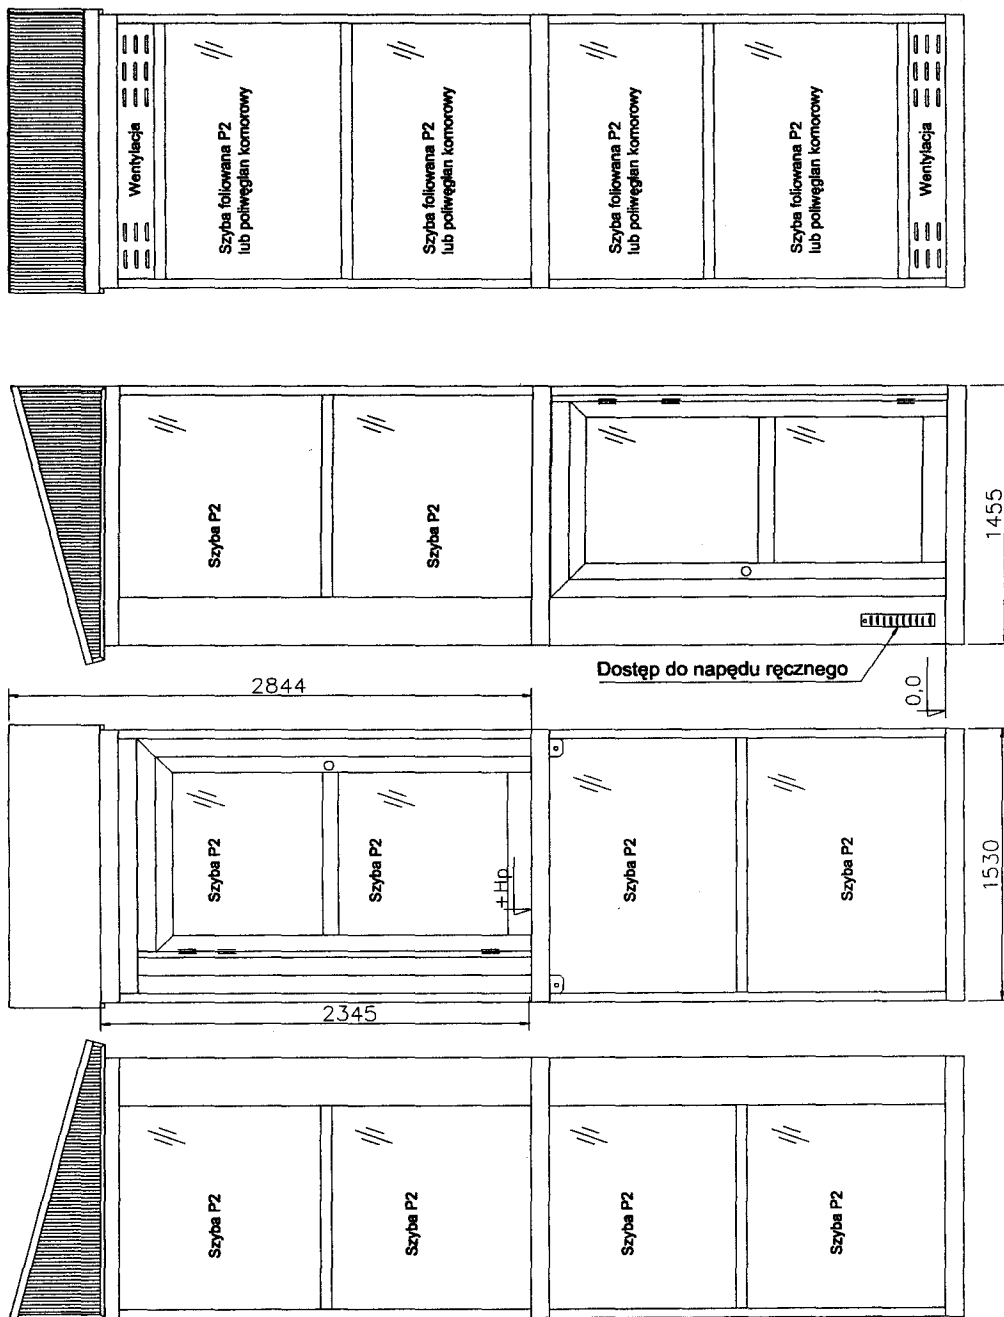 Wentylacja
Szyba foliowana P2
lub poliwęglan komorowy
Szyba foliowana P2
lub poliwęglan komorowy
Szyba foliowana P2
lub poliwęglan komorowy
Szyba foliowana P2
lub poliwęglan komorowy
Wentylacja
Szyba P2
Szyba P2
1455
Dostęp do napędu ręcznego
0,0
2844
Szyba P2
Szyba P2
+Hp
Szyba P2
Szyba P2
1530
2345
Szyba P2
Szyba P2
Szyba P2
Szyba P2